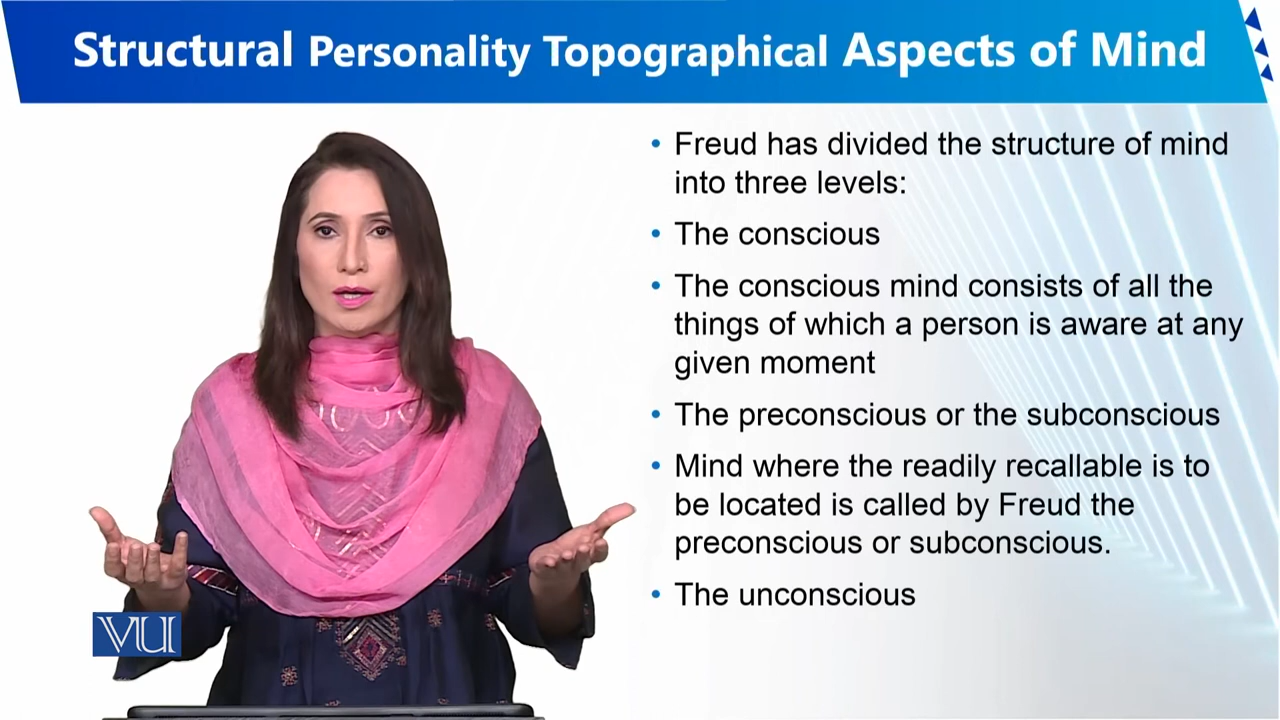 Structural Personality Topographical Aspects of Mind
• Freud has divided the structure of mind
into three levels:
• The conscious
• The conscious mind consists of all the
things of which a person is aware at any
given moment
• The preconscious or the subconscious
• Mind where the readily recallable is to
be located is called by Freud the
preconscious or subconscious.
• The unconscious
VU